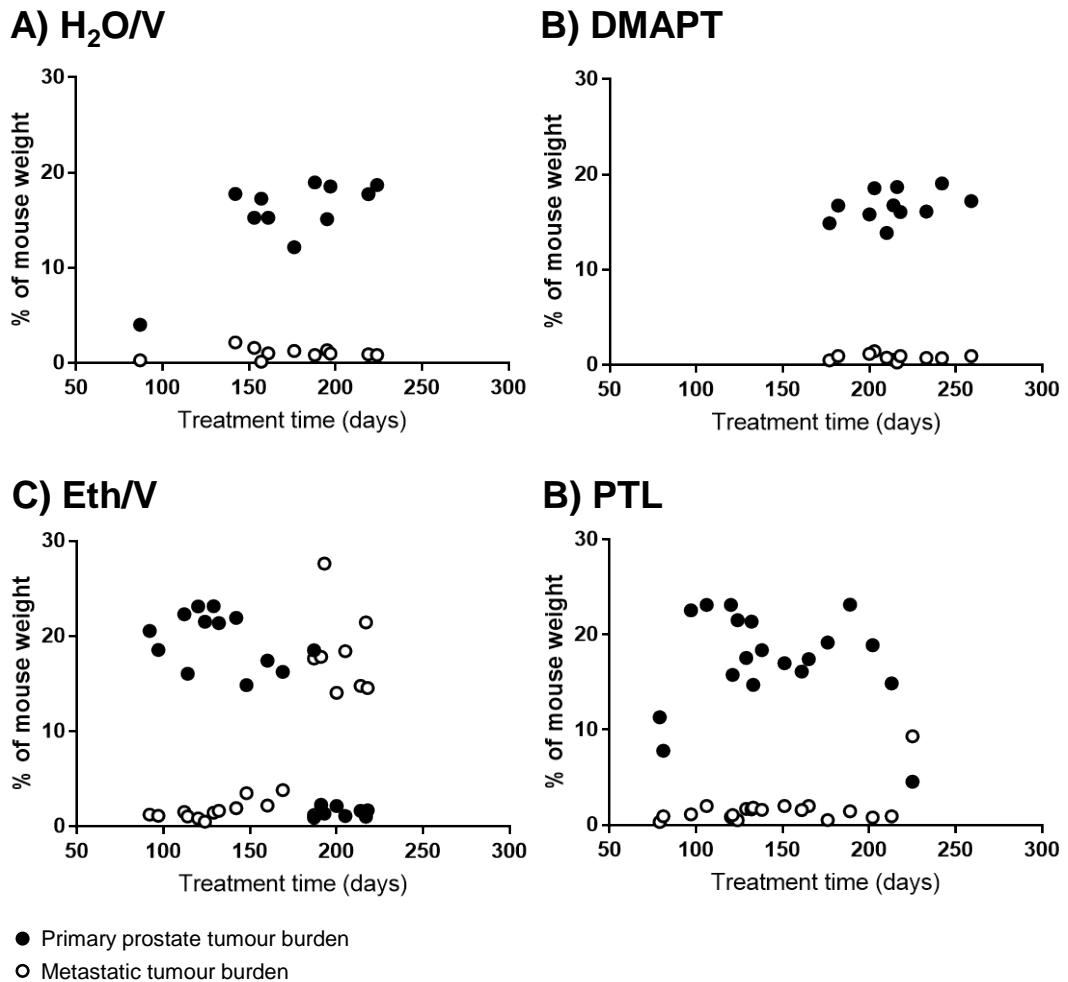 A) H₂O/V
30
20
10
0
50 100 150 200 250 300
% of mouse weight
Treatment time (days)
B) DMAPT
30
20
10
0
50 100 150 200 250 300
% of mouse weight
Treatment time (days)
C) Eth/V
30
20
10
0
50 100 150 200 250 300
% of mouse weight
Treatment time (days)
B) PTL
30
20
10
0
50 100 150 200 250 300
% of mouse weight
Treatment time (days)
Primary prostate tumour burden
Metastatic tumour burden